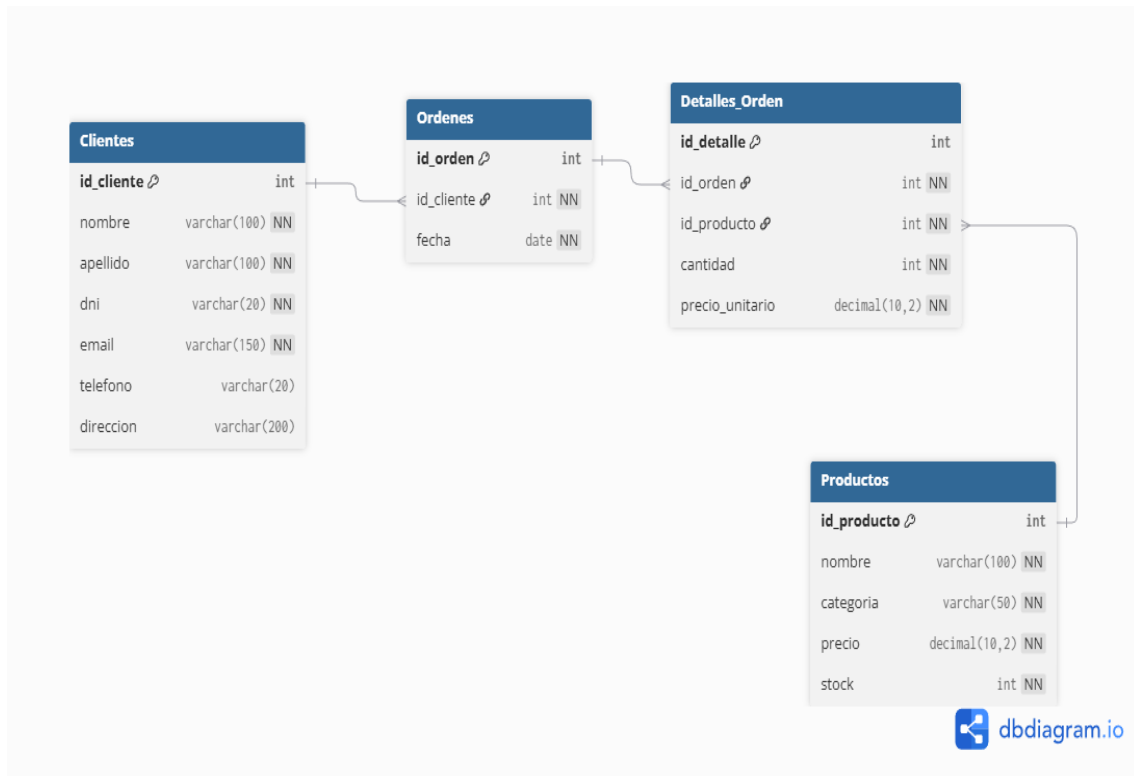 Clientes
id_cliente int
nombre varchar(100) NN
apellido varchar(100) NN
dni varchar(20) NN
email varchar(150) NN
telefono varchar(20)
direccion varchar(200)
Ordenes
id_orden int
id_cliente int NN
fecha date NN
Detalles_Orden
id_detalle int
id_orden int NN
id_producto int NN
cantidad int NN
precio_unitario decimal(10,2) NN
Productos
id_producto int
nombre varchar(100) NN
categoria varchar(50) NN
precio decimal(10,2) NN
stock int NN
dbdiagram.io